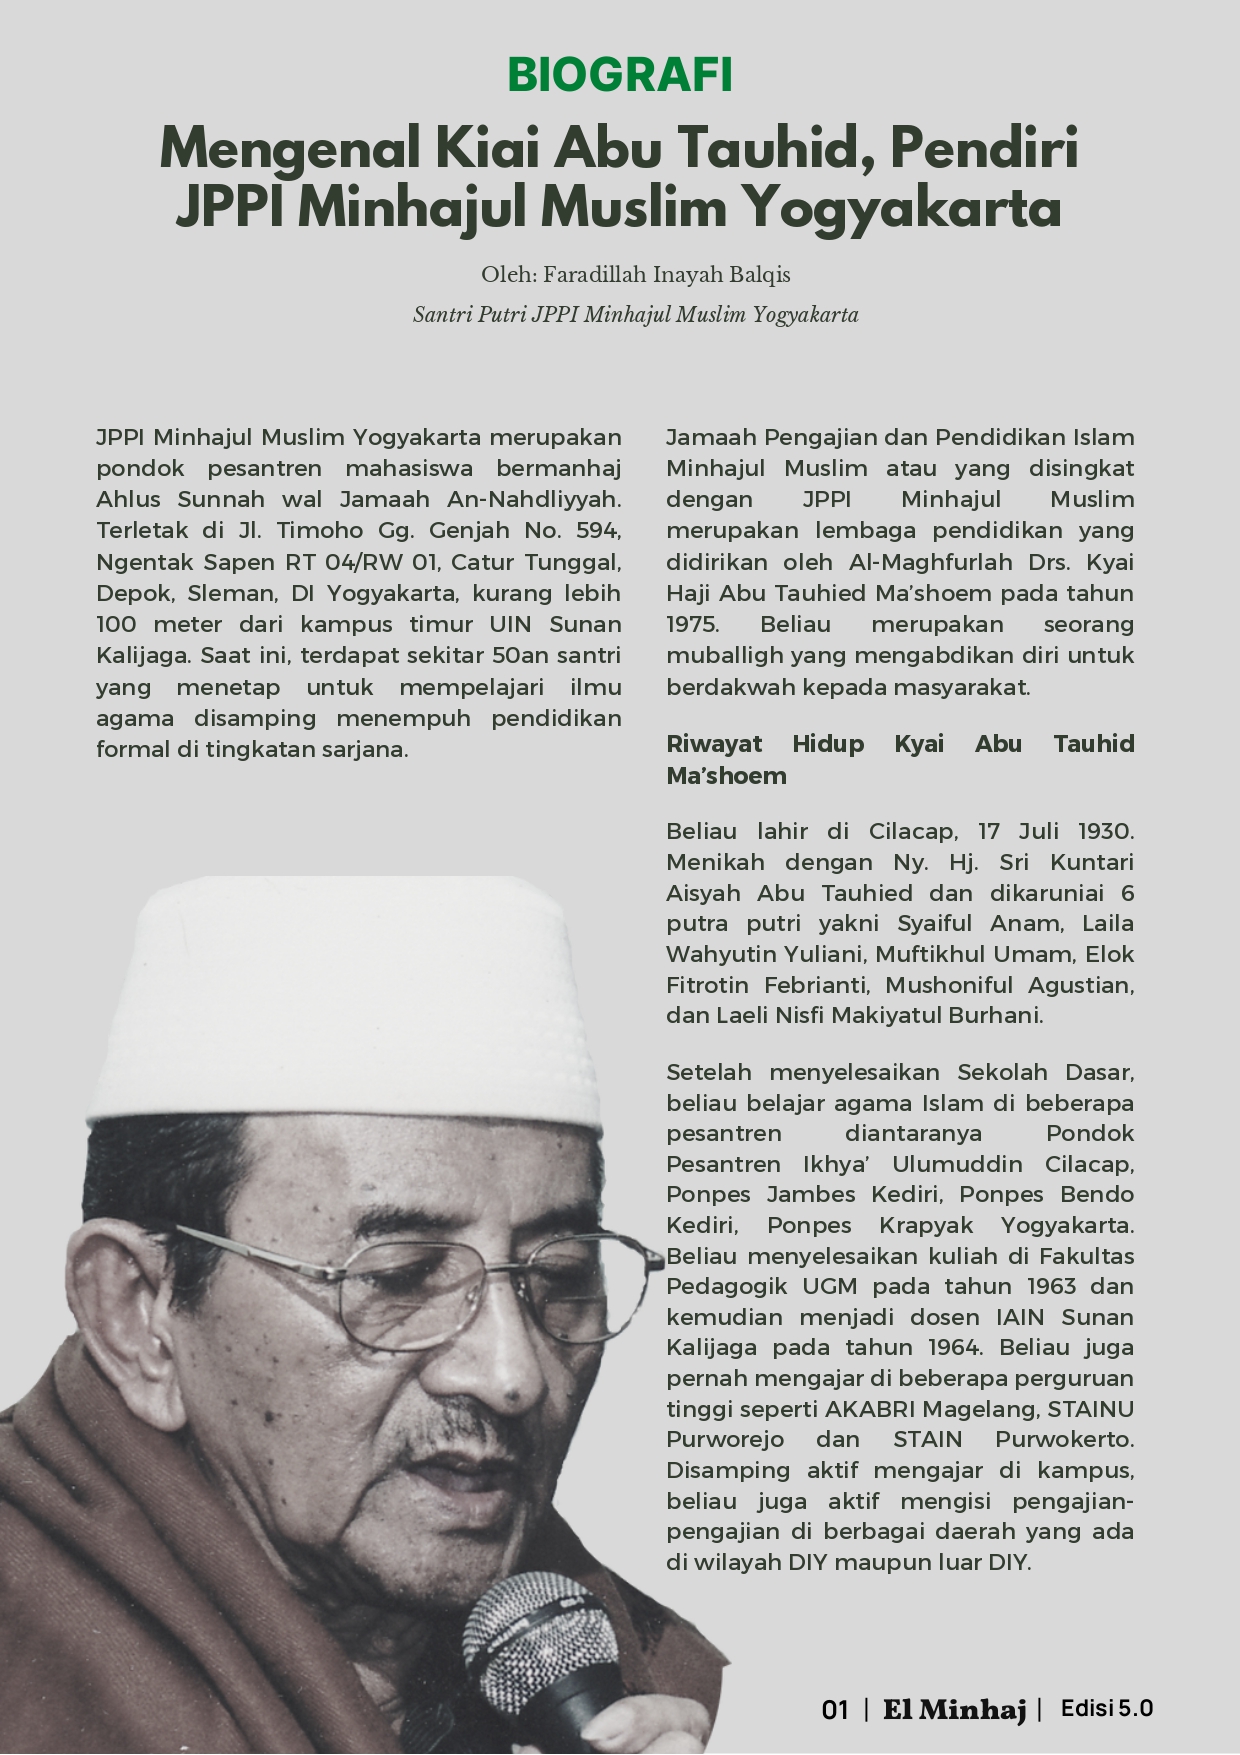 BIOGRAFI
Mengenal Kiai Abu Tauhid, Pendiri
JPPI Minhajul Muslim Yogyakarta
Oleh: Faradillah Inayah Balqis
Santri Putri JPPI Minhajul Muslim Yogyakarta
JPPI Minhajul Muslim Yogyakarta merupakan
pondok pesantren mahasiswa bermanhaj
Ahlus Sunnah wal Jamaah An-Nahdliyyah.
Terletak di Jl. Timoho Gg. Genjah No. 594,
Ngentak Sapen RT 04/RW 01, Catur Tunggal,
Depok, Sleman, DI Yogyakarta, kurang lebih
100 meter dari kampus timur UIN Sunan
Kalijaga. Saat ini, terdapat sekitar 50an santri
yang menetap untuk mempelajari ilmu
agama disamping menempuh pendidikan
formal di tingkatan sarjana.
Jamaah Pengajian dan Pendidikan Islam
Minhajul Muslim atau yang disingkat
dengan JPPI Minhajul Muslim
merupakan lembaga pendidikan yang
didirikan oleh Al-Maghfurlah Drs. Kyai
Haji Abu Tauhied Ma’shoem pada tahun
1975. Beliau merupakan seorang
muballigh yang mengabdikan diri untuk
berdakwah kepada masyarakat.
Riwayat Hidup Kyai Abu Tauhid
Ma’shoem
Beliau lahir di Cilacap, 17 Juli 1930.
Menikah dengan Ny. Hj. Sri Kuntari
Aisyah Abu Tauhied dan dikaruniai 6
putra putri yakni Syaiful Anam, Laila
Wahyutin Yuliani, Muftikhul Umam, Elok
Fitrotin Febrianti, Mushoniful Agustian,
dan Laeli Nisfi Makiyatul Burhani.
Setelah menyelesaikan Sekolah Dasar,
beliau belajar agama Islam di beberapa
pesantren diantaranya Pondok
Pesantren Ikhya’ Ulumuddin Cilacap,
Ponpes Jambes Kediri, Ponpes Bendo
Kediri, Ponpes Krapyak Yogyakarta.
Beliau menyelesaikan kuliah di Fakultas
Pedagogik UGM pada tahun 1963 dan
kemudian menjadi dosen IAIN Sunan
Kalijaga pada tahun 1964. Beliau juga
pernah mengajar di beberapa perguruan
tinggi seperti AKABRI Magelang, STAINU
Purworejo dan STAIN Purwokerto.
Disamping aktif mengajar di kampus,
beliau juga aktif mengisi pengajian-
pengajian di berbagai daerah yang ada
di wilayah DIY maupun luar DIY.
01 | El Minhaj | Edisi 5.0